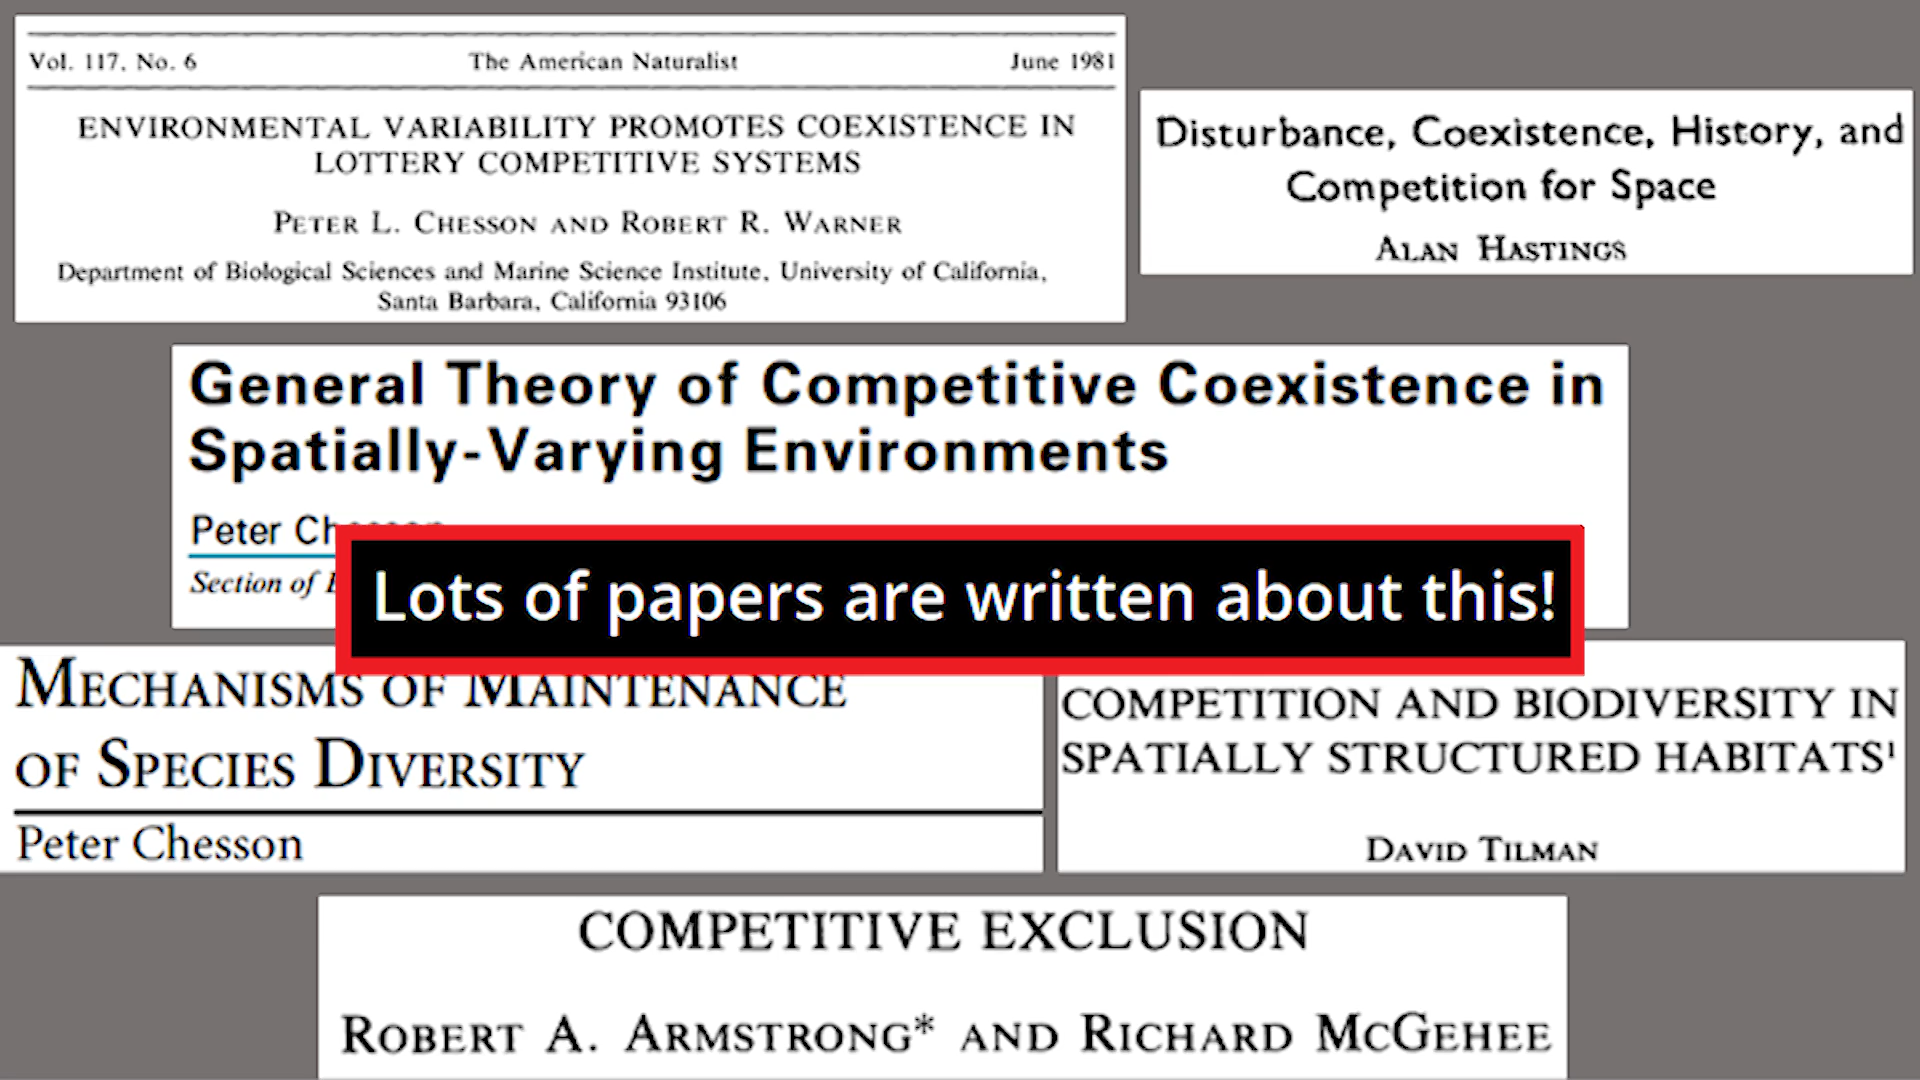 Vol. 117, No. 6 The American Naturalist June 1981
ENVIRONMENTAL VARIABILITY PROMOTES COEXISTENCE IN
LOTTERY COMPETITIVE SYSTEMS
PETER L. CHESSON AND ROBERT R. WARNER
Department of Biological Sciences and Marine Science Institute, University of California,
Santa Barbara, California 93106
Disturbance, Coexistence, History, and
Competition for Space
ALAN HASTINGS
General Theory of Competitive Coexistence in
Spatially-Varying Environments
Peter
Section of
Lots of papers are written about this!
MECHANISMS OF MAINTENANCE
OF SPECIES DIVERSITY
Peter Chesson
COMPETITION AND BIODIVERSITY IN
SPATIALLY STRUCTURED HABITATS¹
DAVID TILMAN
COMPETITIVE EXCLUSION
ROBERT A. ARMSTRONG* AND RICHARD MCGEHEE